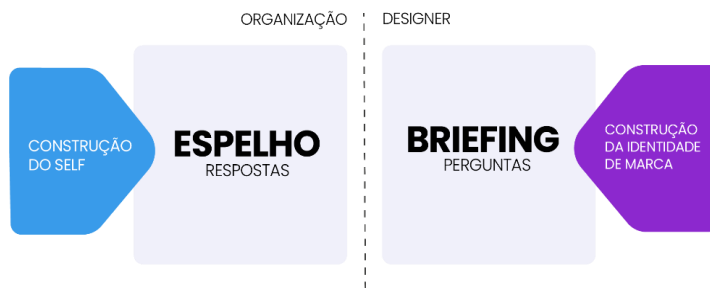 ORGANIZAÇÃO
DESIGNER
CONSTRUÇÃO
DO SELF
ESPELHO
RESPOSTAS
BRIEFING
PERGUNTAS
CONSTRUÇÃO
DA IDENTIDADE
DE MARCA